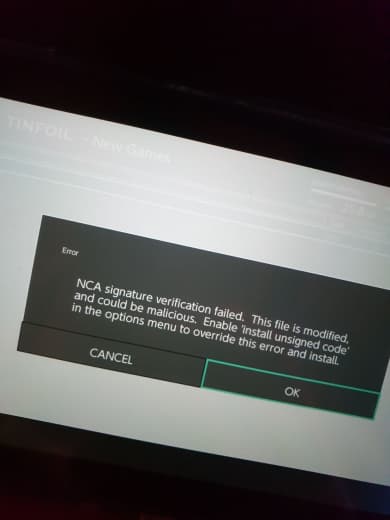 TINFOIL - New Games
Error
NCA signature verification failed. This file is modified,
and could be malicious. Enable 'install unsigned code'
in the options menu to override this error and install.
CANCEL
OK